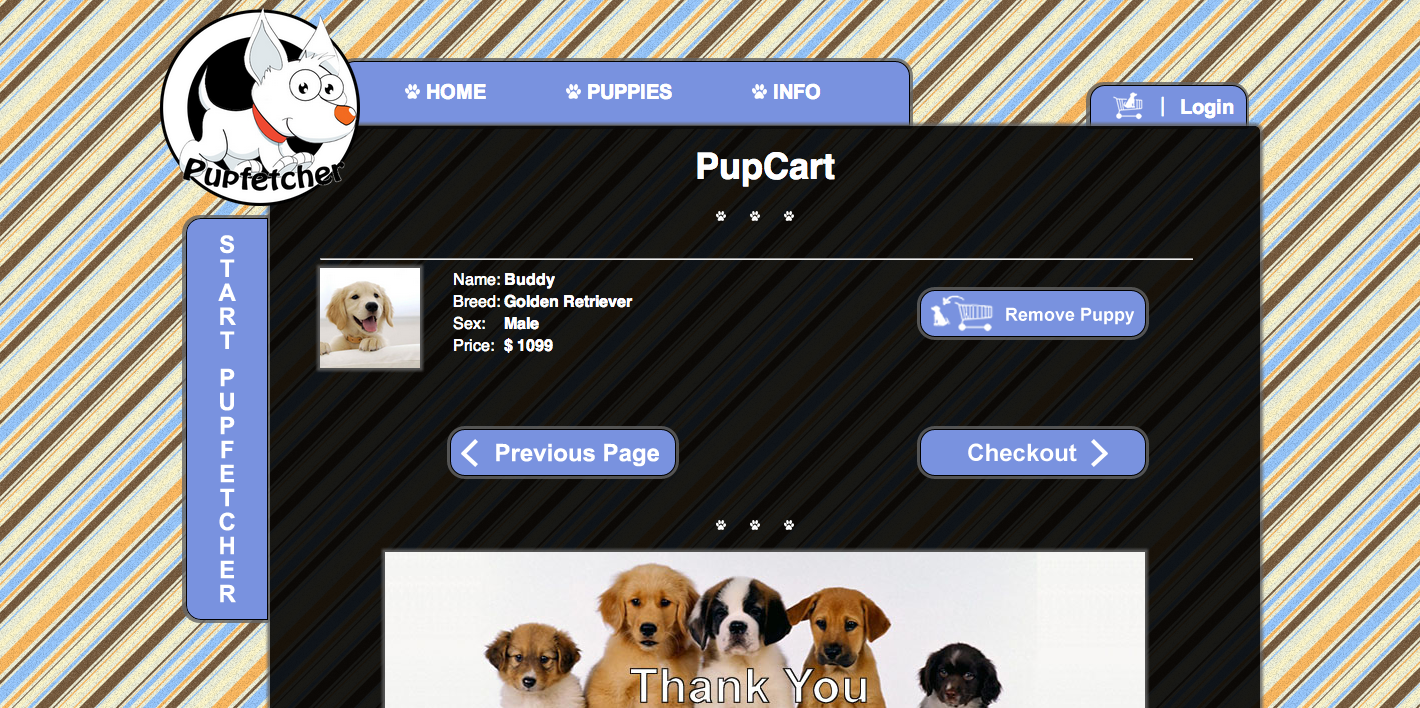 Pupfetcher
HOME
PUPPIES
INFO
| Login
START PUPFETCHER
PupCart
Name: Buddy
Breed: Golden Retriever
Sex: Male
Price: $ 1099
Remove Puppy
Previous Page
Checkout
Thank You